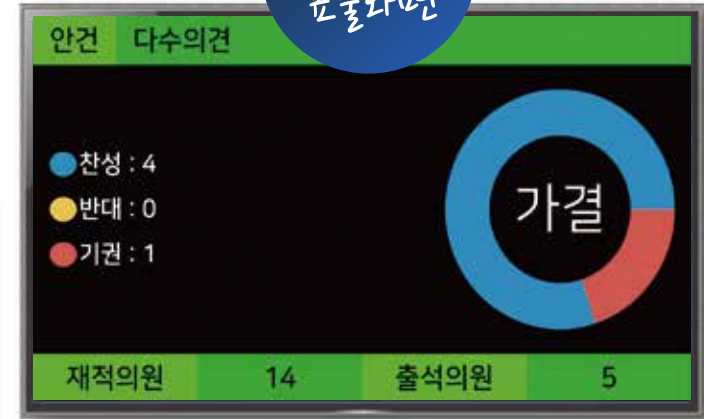 안건 다수의견
찬성 : 4
반대 : 0
기권 : 1
가결
재적의원 14 출석의원 5